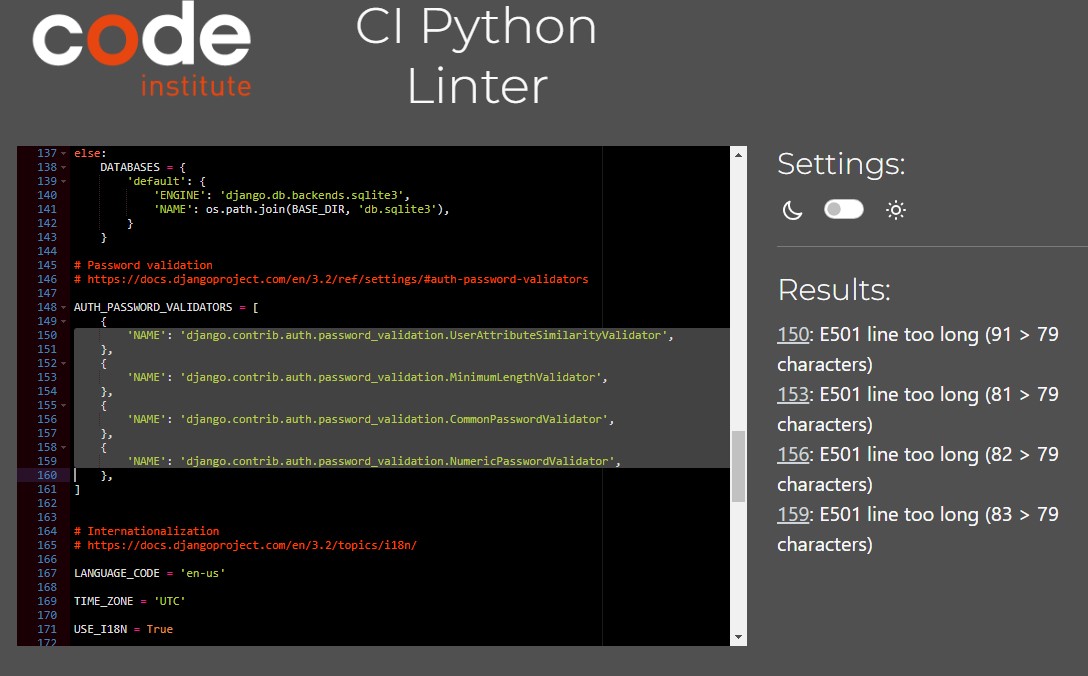 code
institute
CI Python
Linter
137 else:
138     DATABASES = {
139         'default': {
140             'ENGINE': 'django.db.backends.sqlite3',
141             'NAME': os.path.join(BASE_DIR, 'db.sqlite3'),
142         }
143     }
144
145 # Password validation
146 # https://docs.djangoproject.com/en/3.2/ref/settings/#auth-password-validators
147
148 AUTH_PASSWORD_VALIDATORS = [
149     {
150         'NAME': 'django.contrib.auth.password_validation.UserAttributeSimilarityValidator',
151     },
152     {
153         'NAME': 'django.contrib.auth.password_validation.MinimumLengthValidator',
154     },
155     {
156         'NAME': 'django.contrib.auth.password_validation.CommonPasswordValidator',
157     },
158     {
159         'NAME': 'django.contrib.auth.password_validation.NumericPasswordValidator',
160     },
161 ]
162
163
164 # Internationalization
165 # https://docs.djangoproject.com/en/3.2/topics/i18n/
166
167 LANGUAGE_CODE = 'en-us'
168
169 TIME_ZONE = 'UTC'
170
171 USE_I18N = True
172
Settings:
Results:
150: E501 line too long (91 > 79
characters)
153: E501 line too long (81 > 79
characters)
156: E501 line too long (82 > 79
characters)
159: E501 line too long (83 > 79
characters)